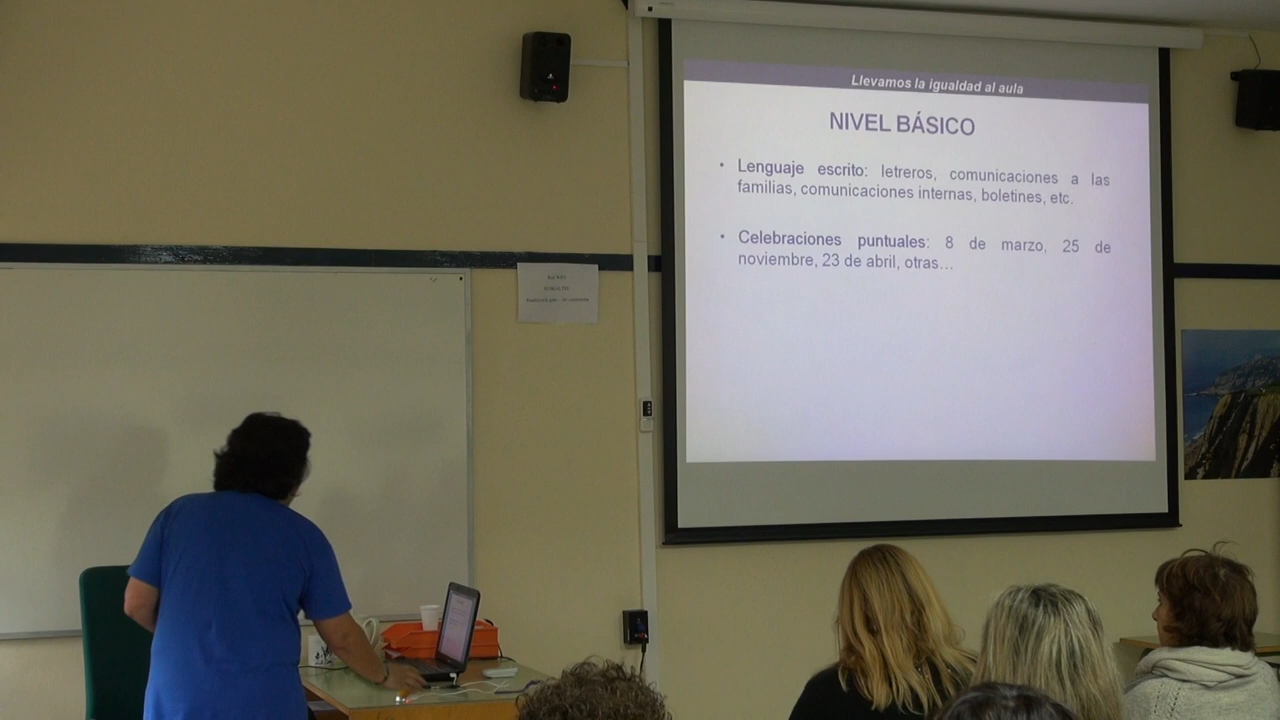 Llevamos la igualdad al aula
NIVEL BÁSICO
• Lenguaje escrito: letreros, comunicaciones a las
familias, comunicaciones internas, boletines, etc.
• Celebraciones puntuales: 8 de marzo, 25 de
noviembre, 23 de abril, otras…